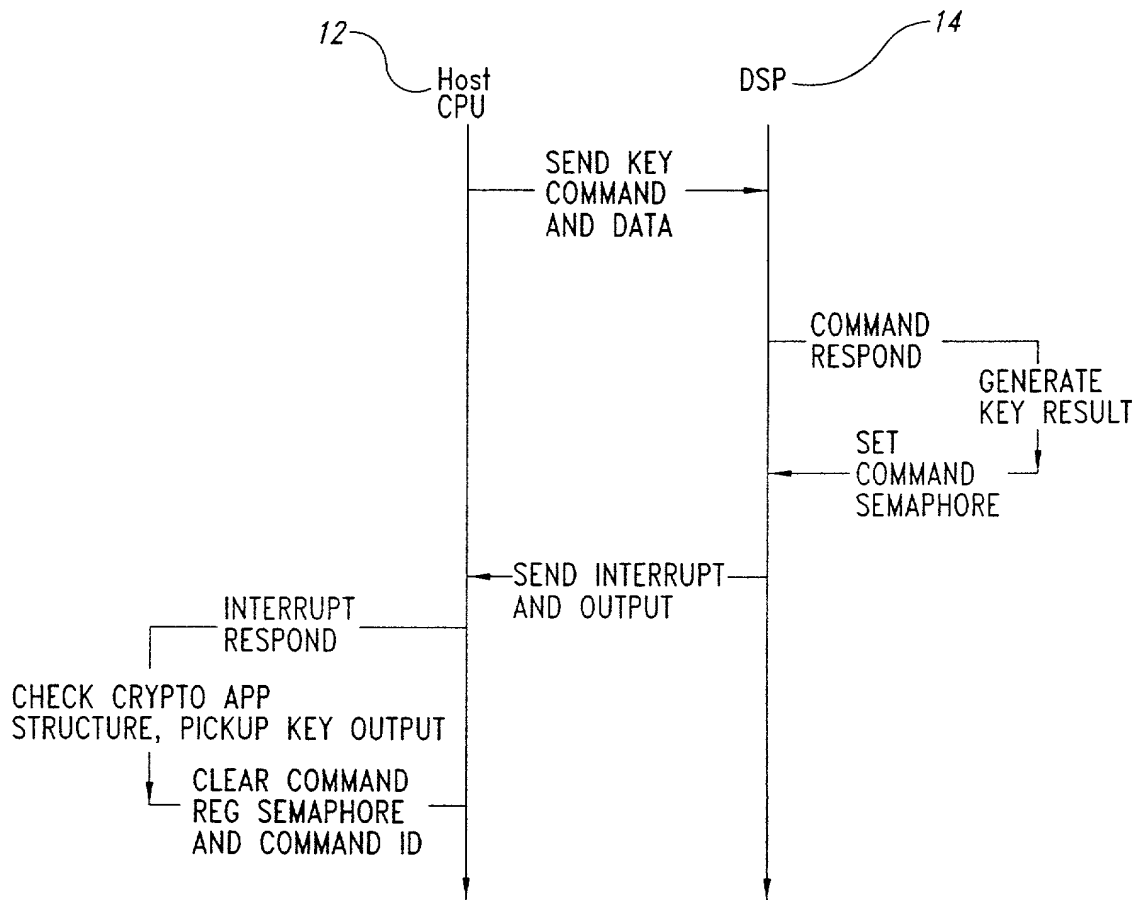 12
14
Host
CPU
DSP
SEND KEY
COMMAND
AND DATA
COMMAND
RESPOND
GENERATE
KEY RESULT
SET
COMMAND
SEMAPHORE
SEND INTERRUPT
AND OUTPUT
INTERRUPT
RESPOND
CHECK CRYPTO APP
STRUCTURE, PICKUP KEY OUTPUT
CLEAR COMMAND
REG SEMAPHORE
AND COMMAND ID